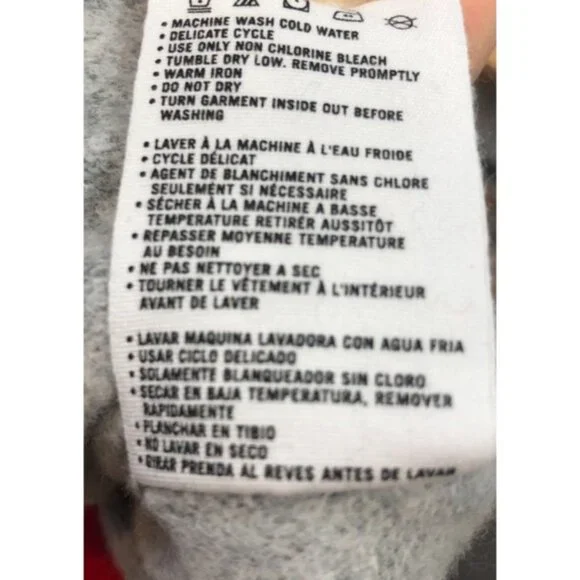 • MACHINE WASH COLD WATER
• DELICATE CYCLE
• USE ONLY NON CHLORINE BLEACH
• TUMBLE DRY LOW. REMOVE PROMPTLY
• WARM IRON
• DO NOT DRY
• TURN GARMENT INSIDE OUT BEFORE
WASHING
• LAVER À LA MACHINE À L'EAU FROIDE
• CYCLE DÉLICAT
• AGENT DE BLANCHIMENT SANS CHLORE
SEULEMENT SI NÉCESSAIRE
• SÉCHER À LA MACHINE A BASSE
TEMPERATURE RETIRÉR AUSSITÔT
• REPASSER MOYENNE TEMPERATURE
AU BESOIN
• NE PAS NETTOYER A SEC
• TOURNER LE VÊTEMENT À L'INTÉRIEUR
AVANT DE LAVER
• LAVAR MAQUINA LAVADORA CON AGUA FRIA
• USAR CICLO DELICADO
• SOLAMENTE BLANQUEADOR SIN CLORO
• SECAR EN BAJA TEMPERATURA, REMOVER
RAPIDAMENTE
• PLANCHAR EN TIBIO
• NO LAVAR EN SECO
• GIRAR PRENDA AL REVES ANTES DE LAVAR